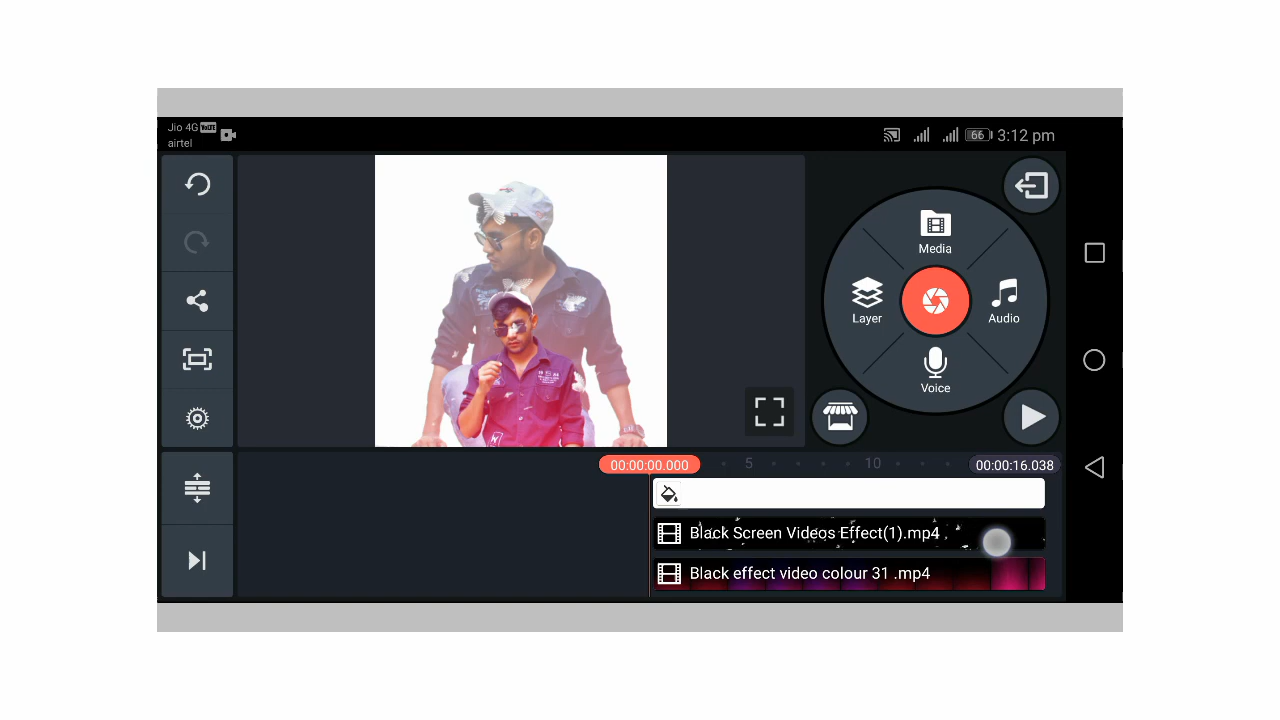 Jio 4G VoLTE
airtel
66 3:12 pm
Media
Layer
Audio
Voice
00:00:00.000
5
10
00:00:16.038
Black Screen Videos Effect(1).mp4
Black effect video colour 31 .mp4